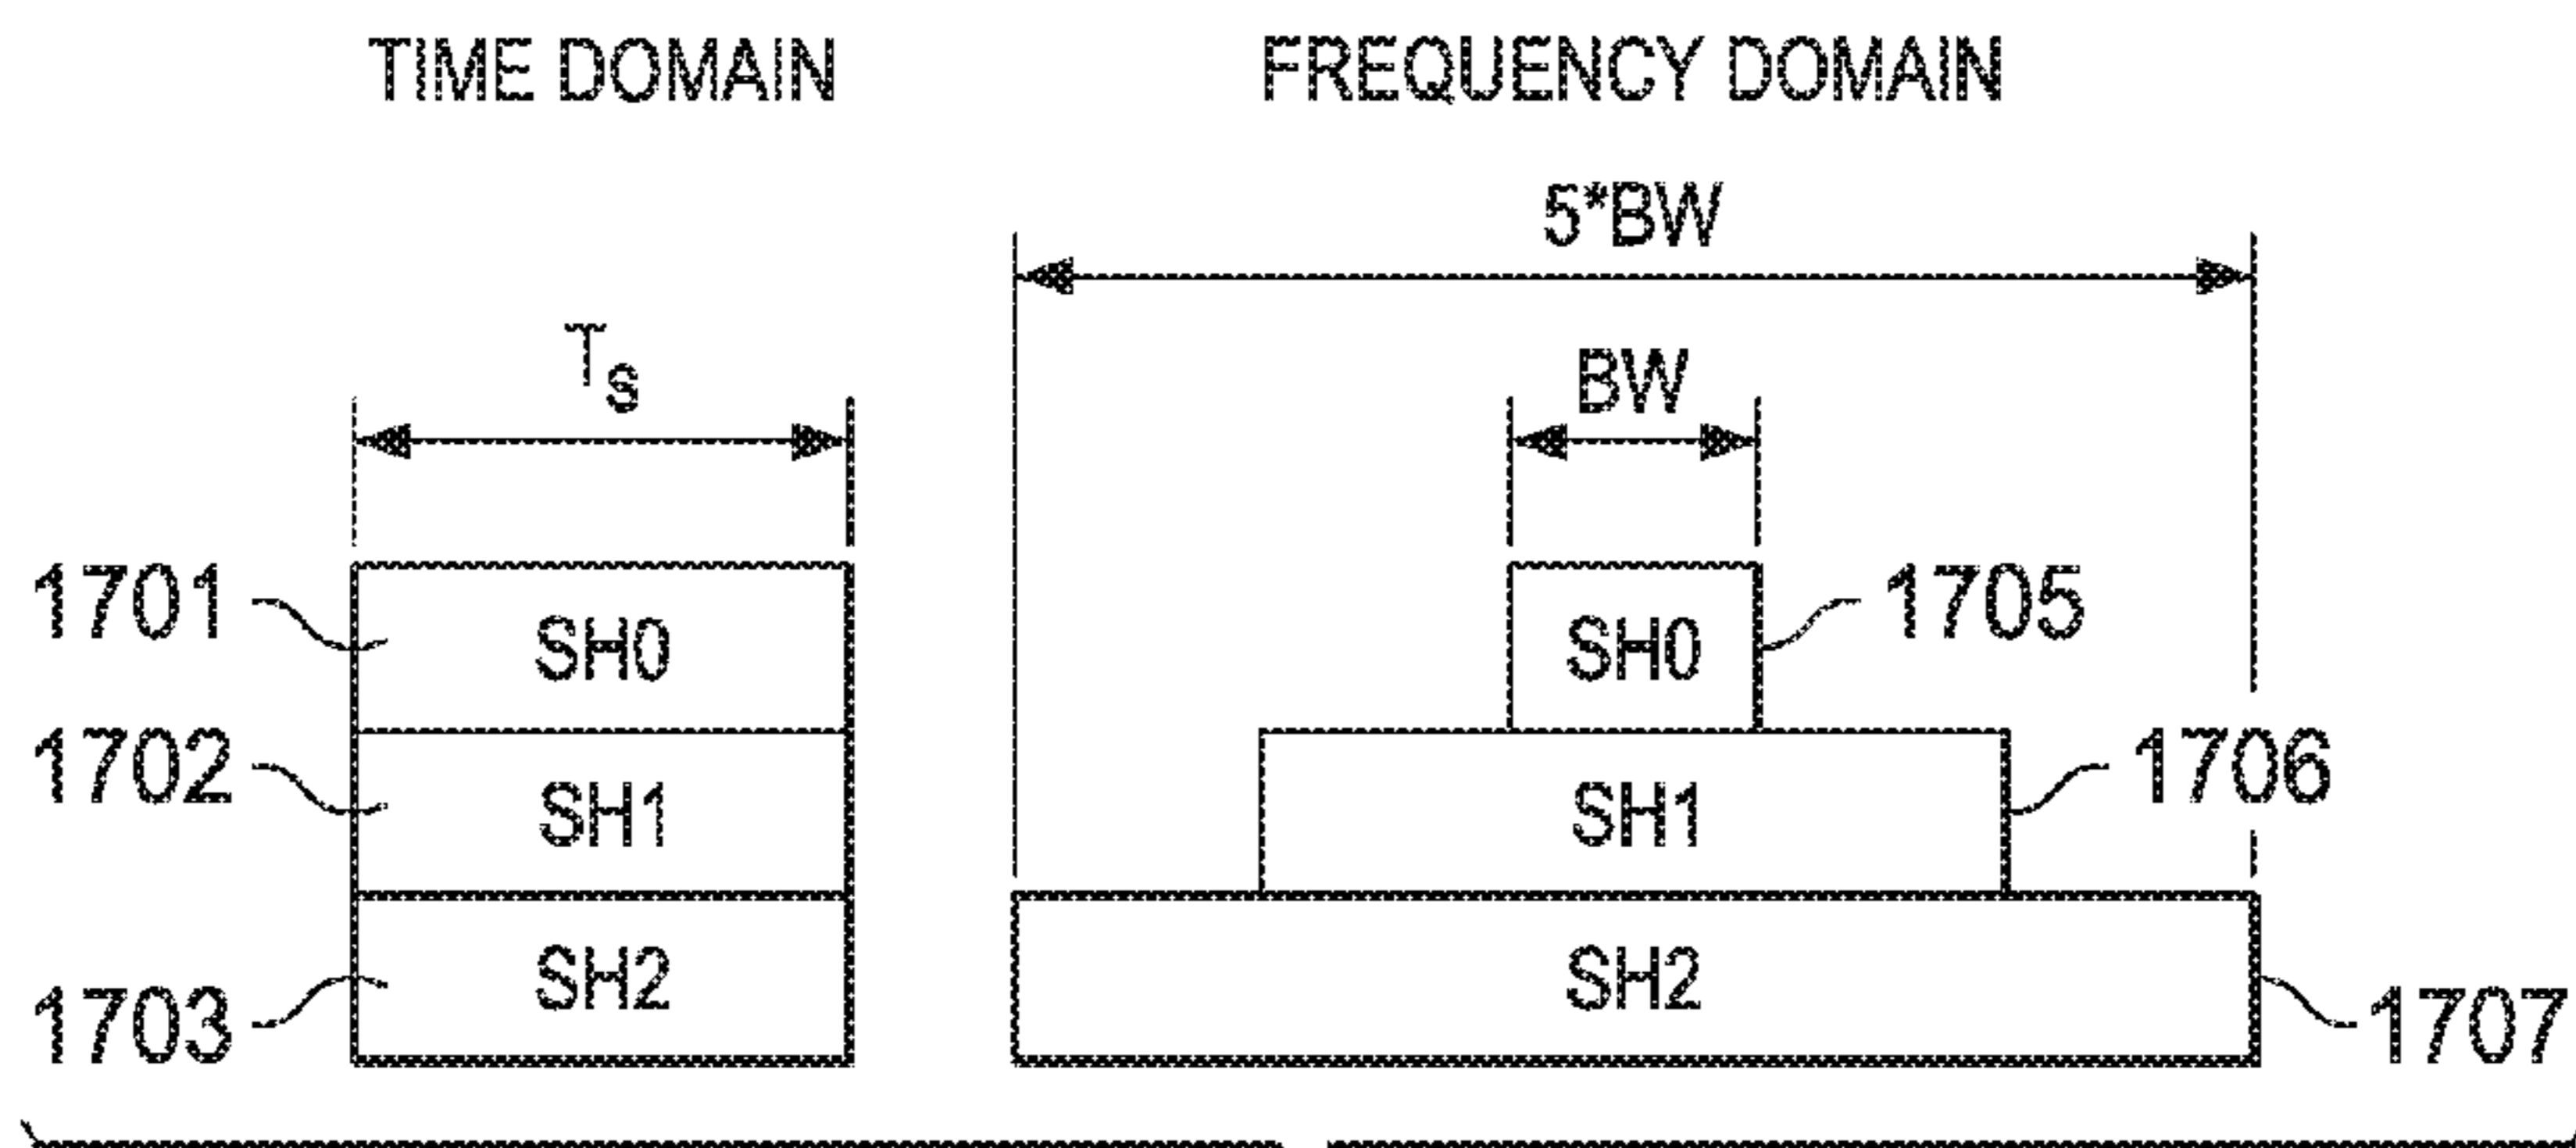 TIME DOMAIN
FREQUENCY DOMAIN
5*BW
Ts
BW
1701
SH0
SH0
1705
1702
SH1
SH1
1706
1703
SH2
SH2
1707